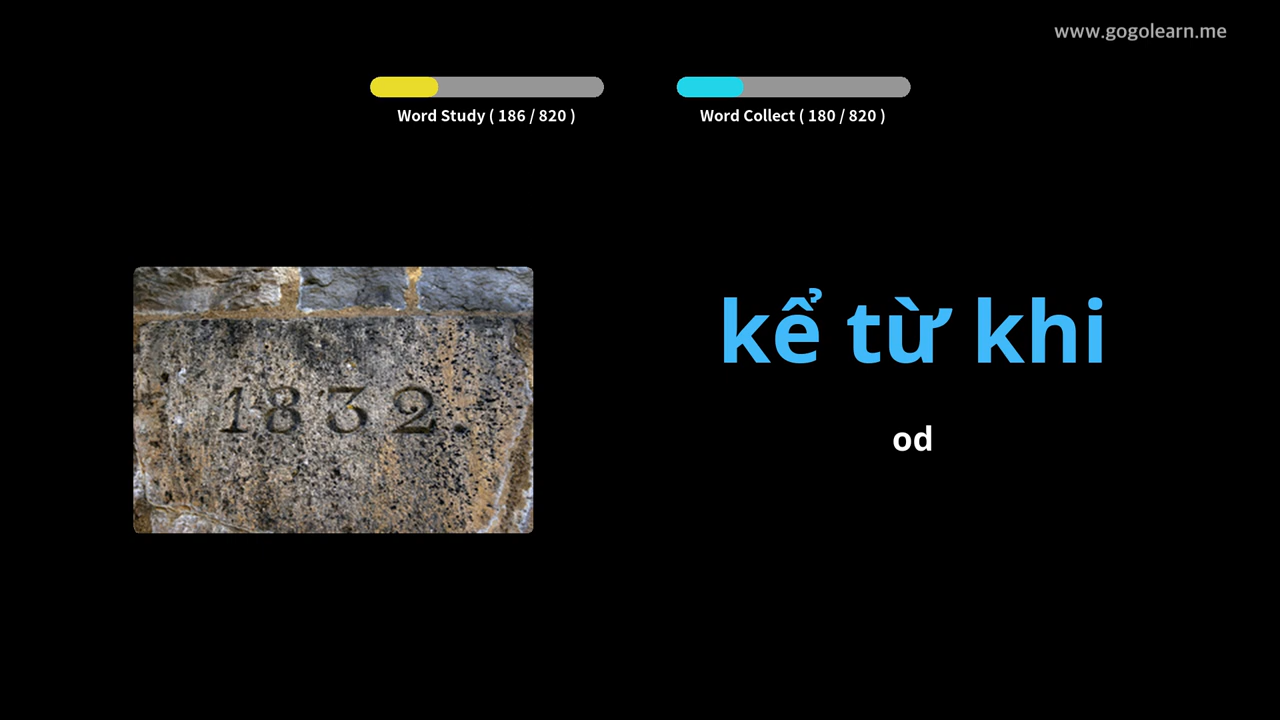 www.gogolearn.me
Word Study ( 186 / 820 )
Word Collect ( 180 / 820 )
1832.
kể từ khi
od